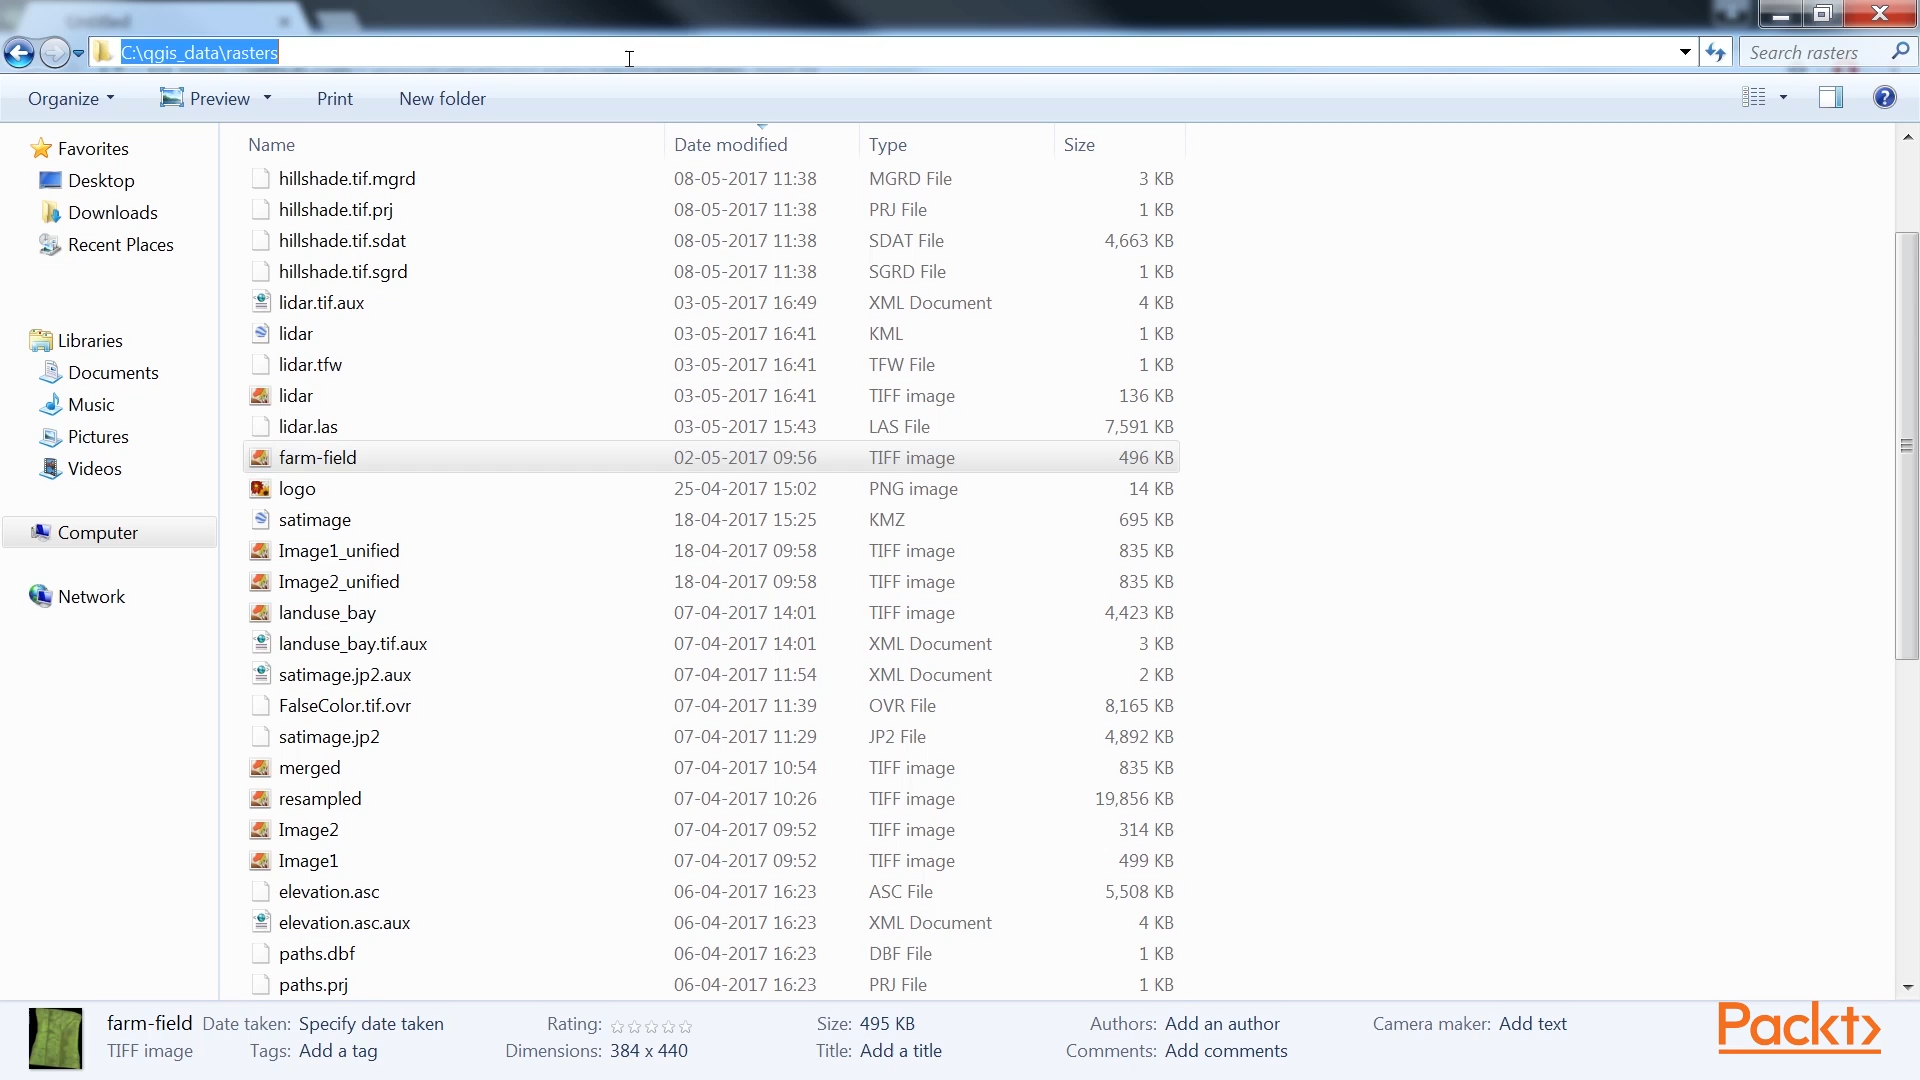 Untitled
C:\qgis_data\rasters
Search rasters
Organize Preview Print New folder
Favorites
Desktop
Downloads
Recent Places
Libraries
Documents
Music
Pictures
Videos
Computer
Network
Name Date modified Type Size
hillshade.tif.mgrd 08-05-2017 11:38 MGRD File 3 KB
hillshade.tif.prj 08-05-2017 11:38 PRJ File 1 KB
hillshade.tif.sdat 08-05-2017 11:38 SDAT File 4,663 KB
hillshade.tif.sgrd 08-05-2017 11:38 SGRD File 1 KB
lidar.tif.aux 03-05-2017 16:49 XML Document 4 KB
lidar 03-05-2017 16:41 KML 1 KB
lidar.tfw 03-05-2017 16:41 TFW File 1 KB
lidar 03-05-2017 16:41 TIFF image 136 KB
lidar.las 03-05-2017 15:43 LAS File 7,591 KB
farm-field 02-05-2017 09:56 TIFF image 496 KB
logo 25-04-2017 15:02 PNG image 14 KB
satimage 18-04-2017 15:25 KMZ 695 KB
Image1_unified 18-04-2017 09:58 TIFF image 835 KB
Image2_unified 18-04-2017 09:58 TIFF image 835 KB
landuse_bay 07-04-2017 14:01 TIFF image 4,423 KB
landuse_bay.tif.aux 07-04-2017 14:01 XML Document 3 KB
satimage.jp2.aux 07-04-2017 11:54 XML Document 2 KB
FalseColor.tif.ovr 07-04-2017 11:39 OVR File 8,165 KB
satimage.jp2 07-04-2017 11:29 JP2 File 4,892 KB
merged 07-04-2017 10:54 TIFF image 835 KB
resampled 07-04-2017 10:26 TIFF image 19,856 KB
Image2 07-04-2017 09:52 TIFF image 314 KB
Image1 07-04-2017 09:52 TIFF image 499 KB
elevation.asc 06-04-2017 16:23 ASC File 5,508 KB
elevation.asc.aux 06-04-2017 16:23 XML Document 4 KB
paths.dbf 06-04-2017 16:23 DBF File 1 KB
paths.prj 06-04-2017 16:23 PRJ File 1 KB
farm-field Date taken: Specify date taken Rating: Size: 495 KB Authors: Add an author Camera maker: Add text
TIFF image Tags: Add a tag Dimensions: 384 x 440 Title: Add a title Comments: Add comments
Packt